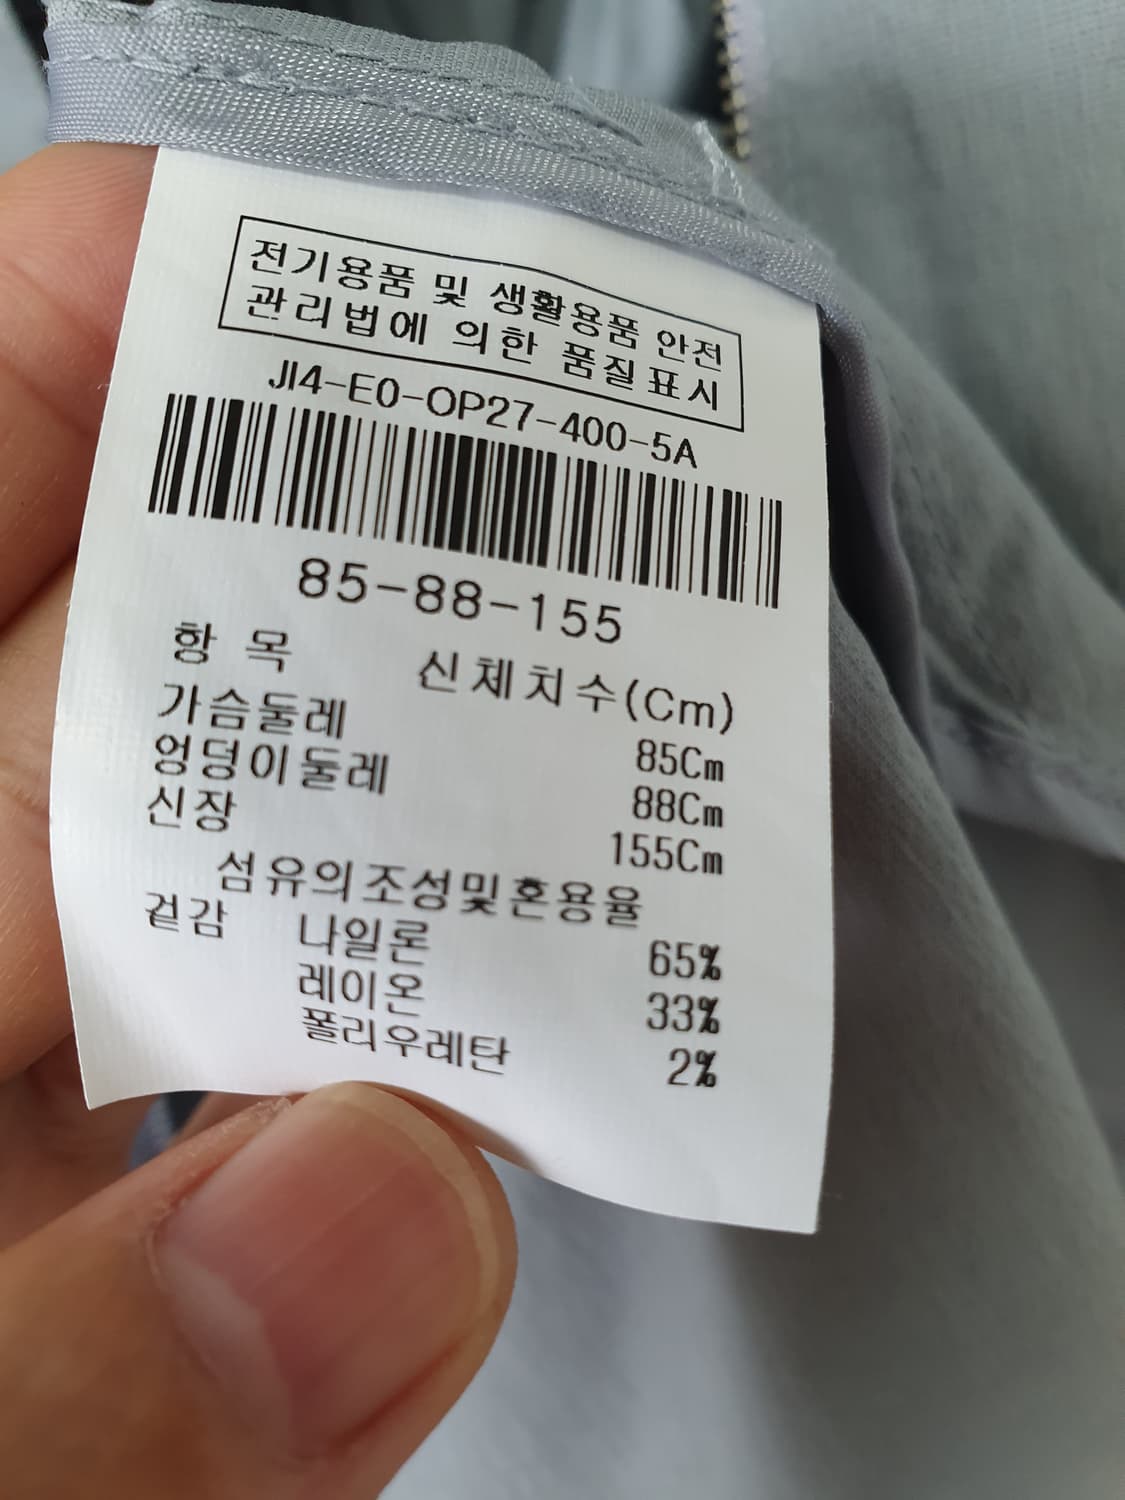 전기용품 및 생활용품 안전
관리법에 의한 품질표시
JI4-E0-OP27-400-5A
85-88-155
항 목 신체치수(Cm)
가슴둘레 85Cm
엉덩이둘레 88Cm
신장 155Cm
섬유의조성및혼용율
겉감 나일론 65%
레이온 33%
폴리우레탄 2%